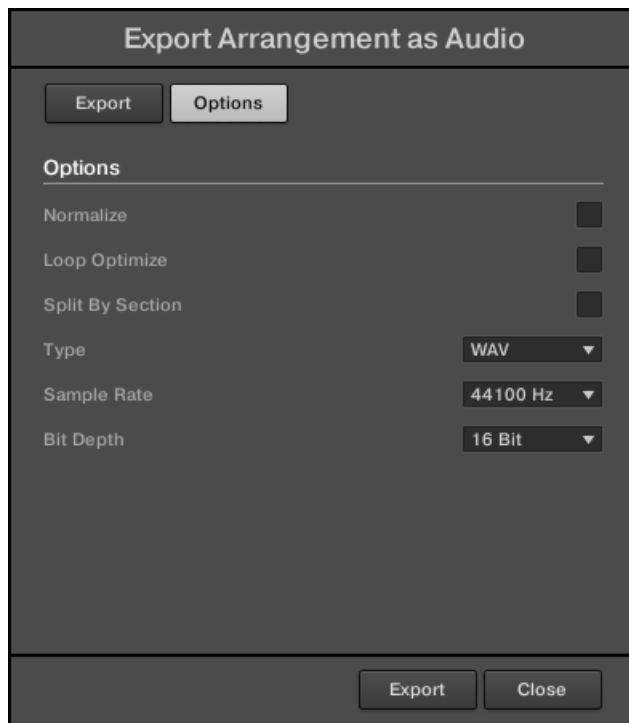 Export Arrangement as Audio
Export Options
Options
Normalize
Loop Optimize
Split By Section
Type WAV
Sample Rate 44100 Hz
Bit Depth 16 Bit
Export Close